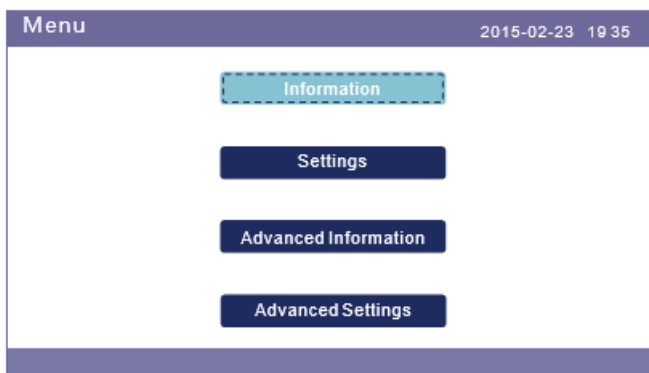 Menu
2015-02-23 19 35
Information
Settings
Advanced Information
Advanced Settings